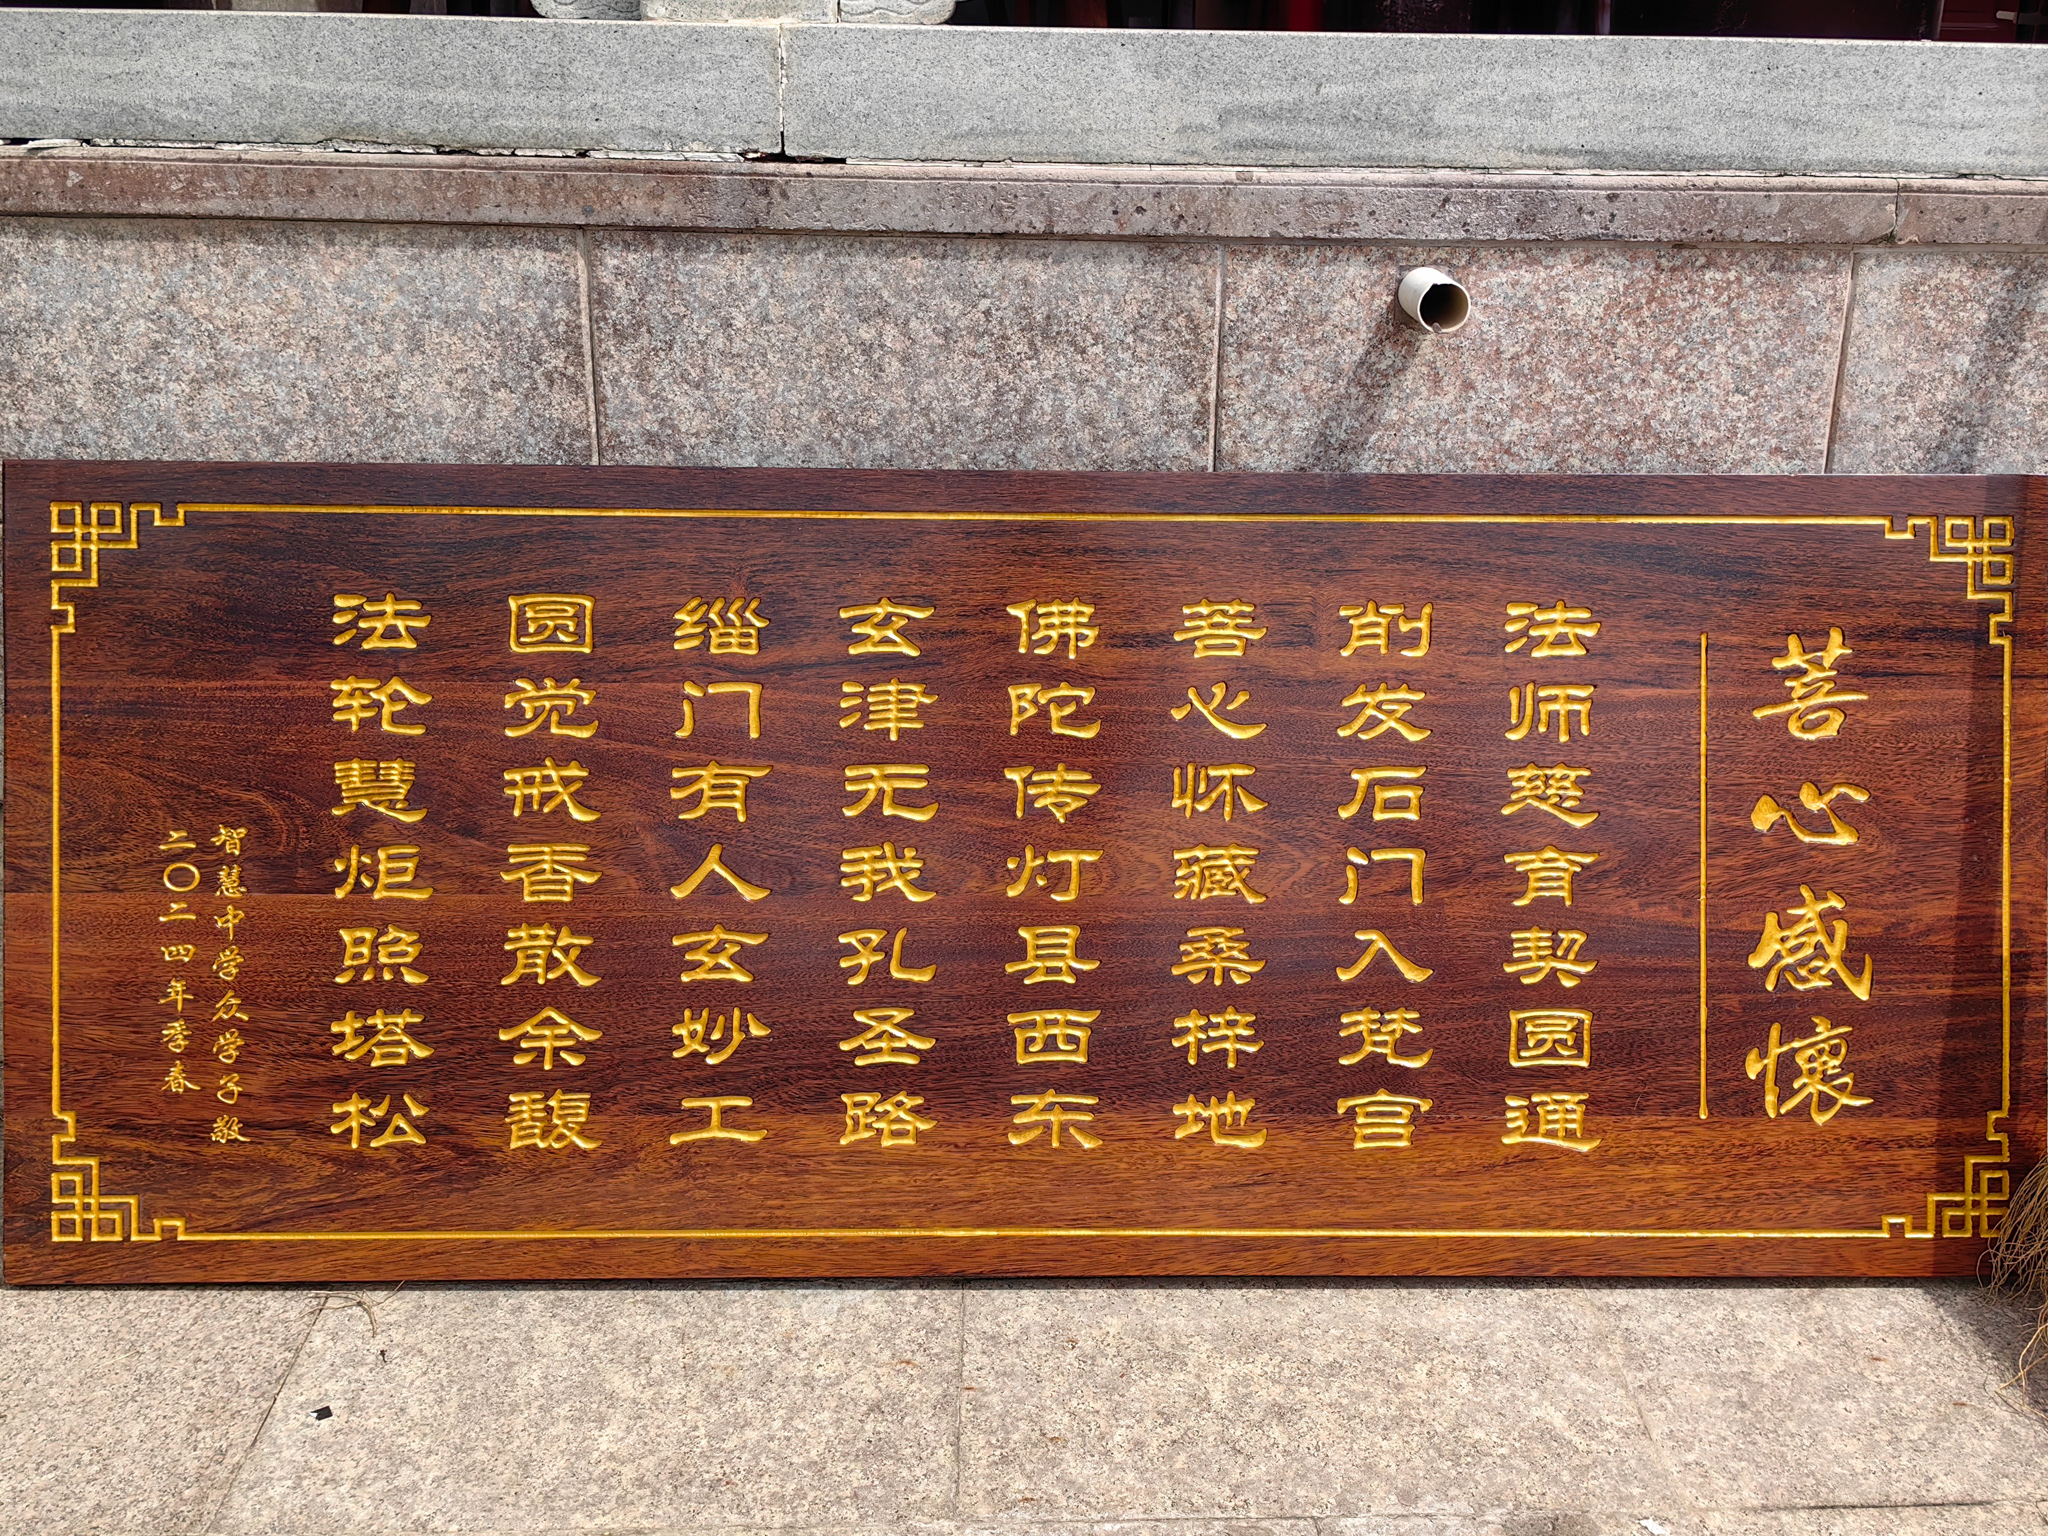 菩心感懷
法师慈育契圆通
削发石门入梵宫
菩心怀藏桑梓地
佛陀传灯县西东
玄津无我孔圣路
缁门有人玄妙工
圆觉戒香散余馥
法轮慧炬照塔松
智慧中学众学子敬
二〇二四年季春